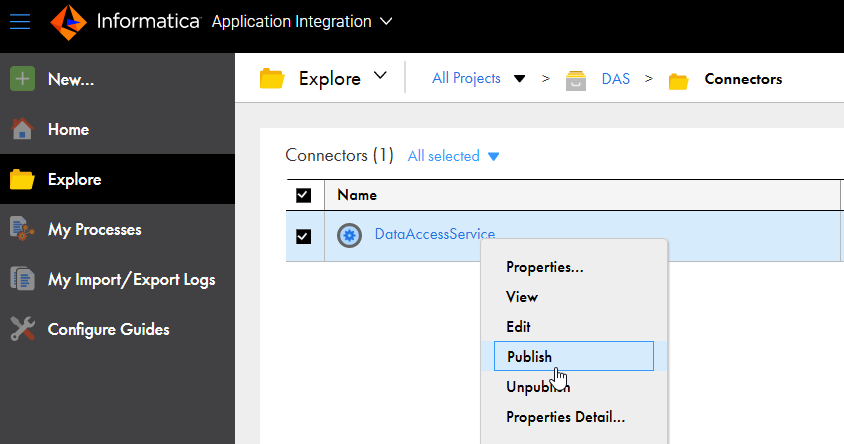 Informatica Application Integration
New...
Home
Explore
My Processes
My Import/Export Logs
Configure Guides
Explore All Projects > DAS > Connectors
Connectors (1) All selected
Name
DataAccessService
Properties...
View
Edit
Publish
Unpublish
Properties Detail...